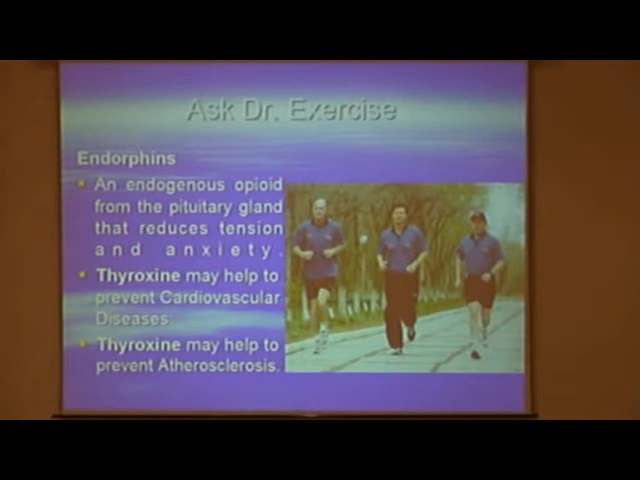 Ask Dr. Exercise
Endorphins
An endogenous opioid
from the pituitary gland
that reduces tension
and anxiety.
Thyroxine may help to
prevent Cardiovascular
Diseases.
Thyroxine may help to
prevent Atherosclerosis.